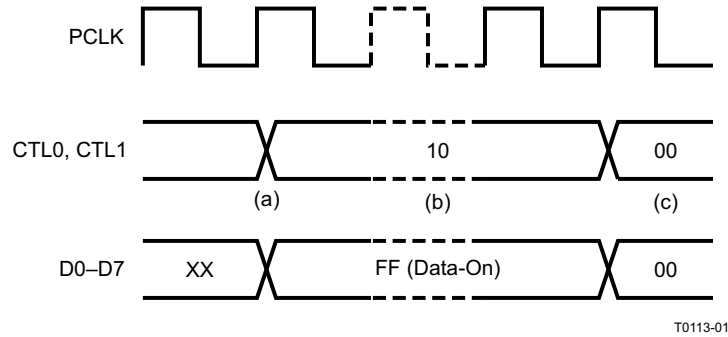 PCLK
CTL0, CTL1 10 00
(a) (b) (c)
D0–D7 XX FF (Data-On) 00
T0113-01